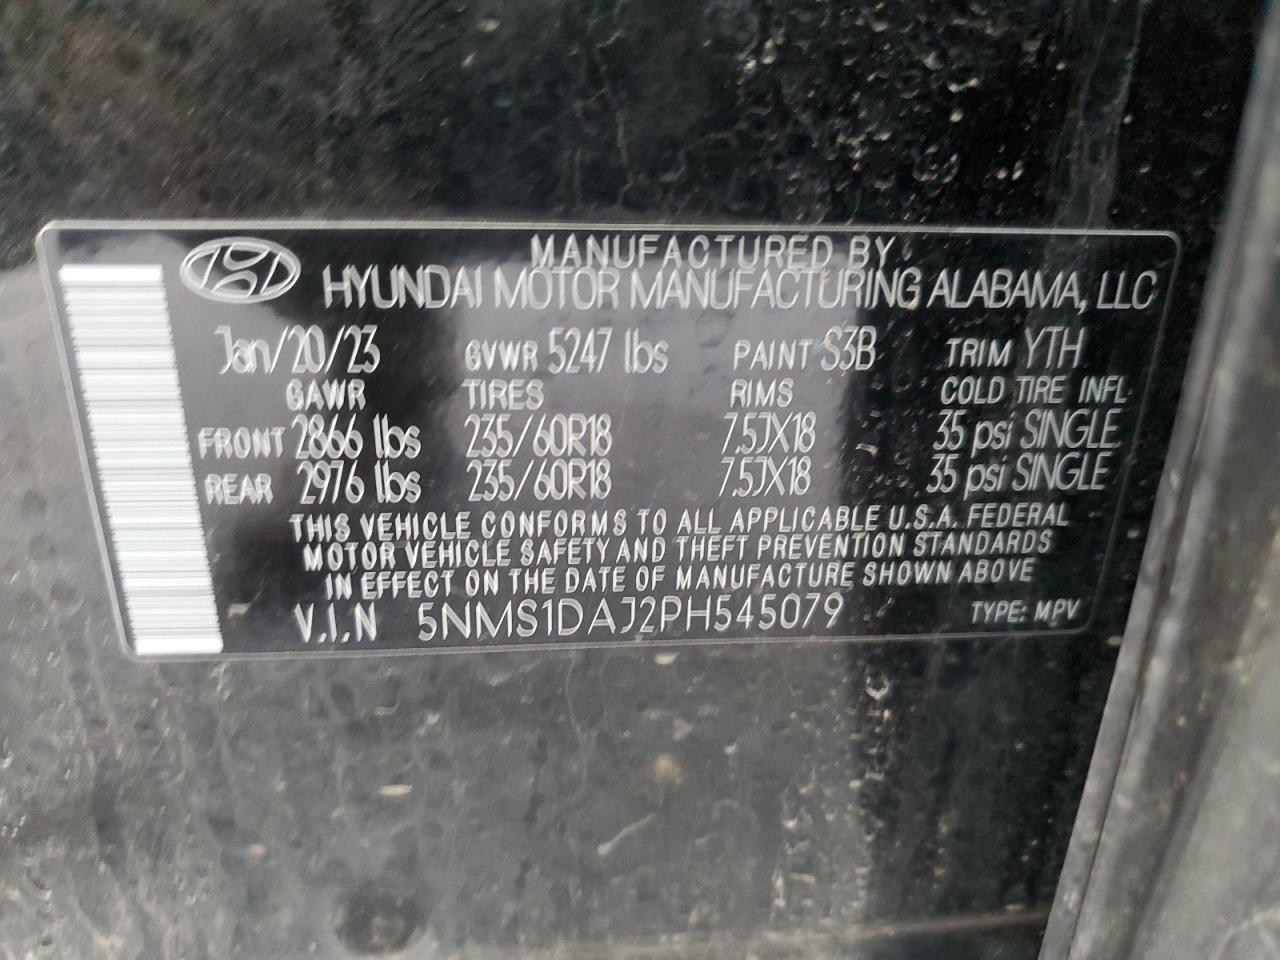 MANUFACTURED BY
HYUNDAI MOTOR MANUFACTURING ALABAMA, LLC
Jan/20/23 GVWR 5247 lbs PAINT S3B TRIM YTH
GAWR TIRES RIMS COLD TIRE INFL
FRONT 2866 lbs 235/60R18 7.5JX18 35 psi SINGLE
REAR 2976 lbs 235/60R18 7.5JX18 35 psi SINGLE
THIS VEHICLE CONFORMS TO ALL APPLICABLE U.S.A. FEDERAL
MOTOR VEHICLE SAFETY AND THEFT PREVENTION STANDARDS
IN EFFECT ON THE DATE OF MANUFACTURE SHOWN ABOVE
V.I.N 5NMS1DAJ2PH545079 TYPE: MPV